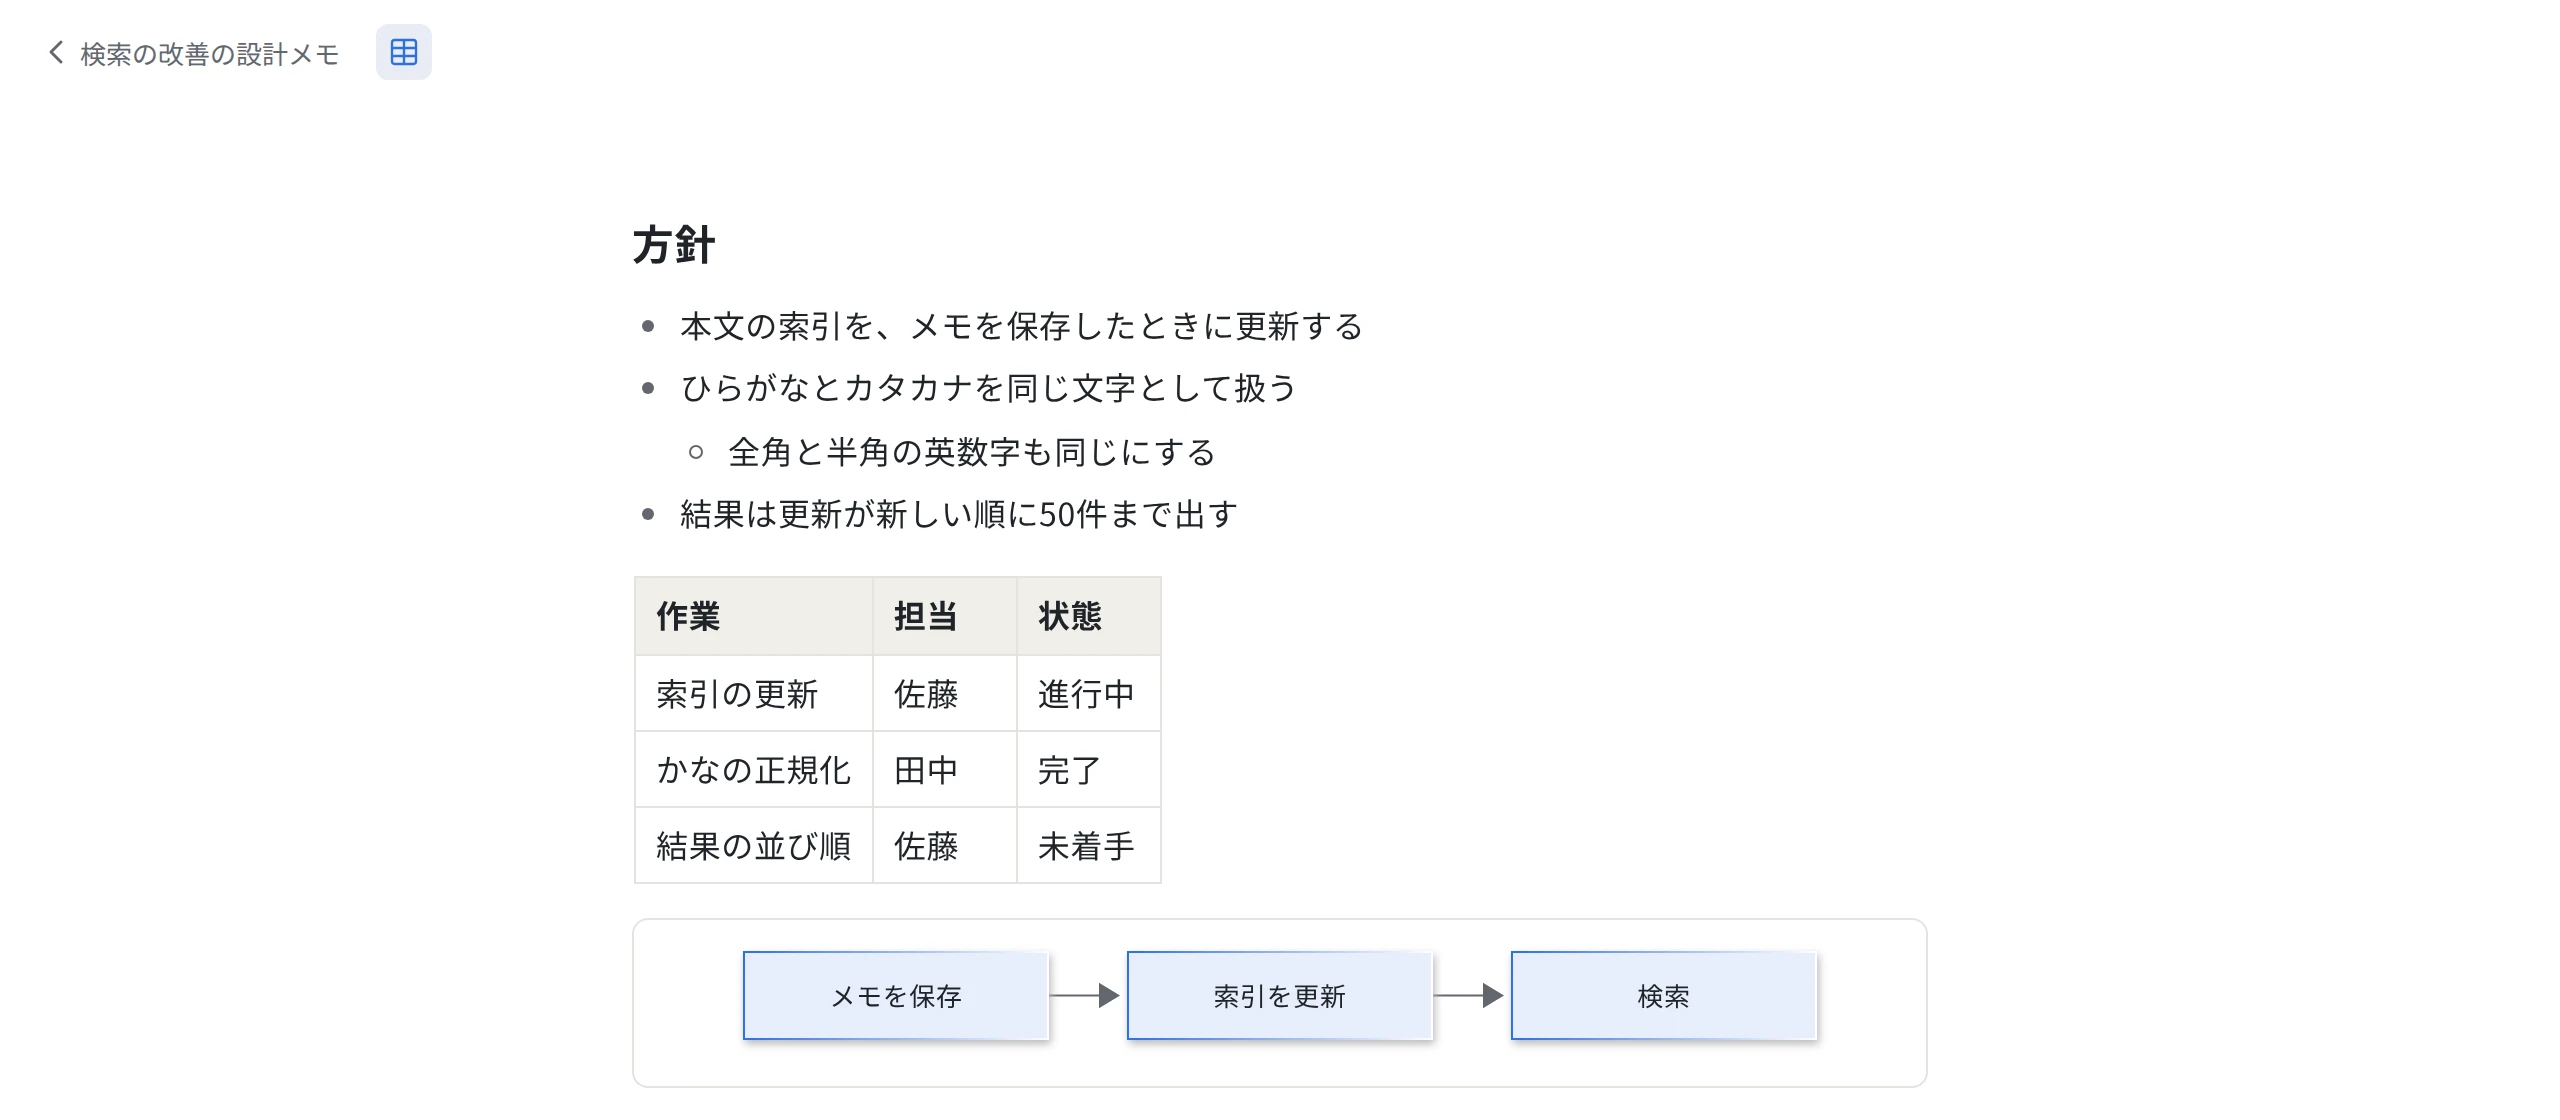 検索の改善の設計メモ
方針
本文の索引を、メモを保存したときに更新する
ひらがなとカタカナを同じ文字として扱う
全角と半角の英数字も同じにする
結果は更新が新しい順に50件まで出す
作業 担当 状態
索引の更新 佐藤 進行中
かなの正規化 田中 完了
結果の並び順 佐藤 未着手
メモを保存 索引を更新 検索